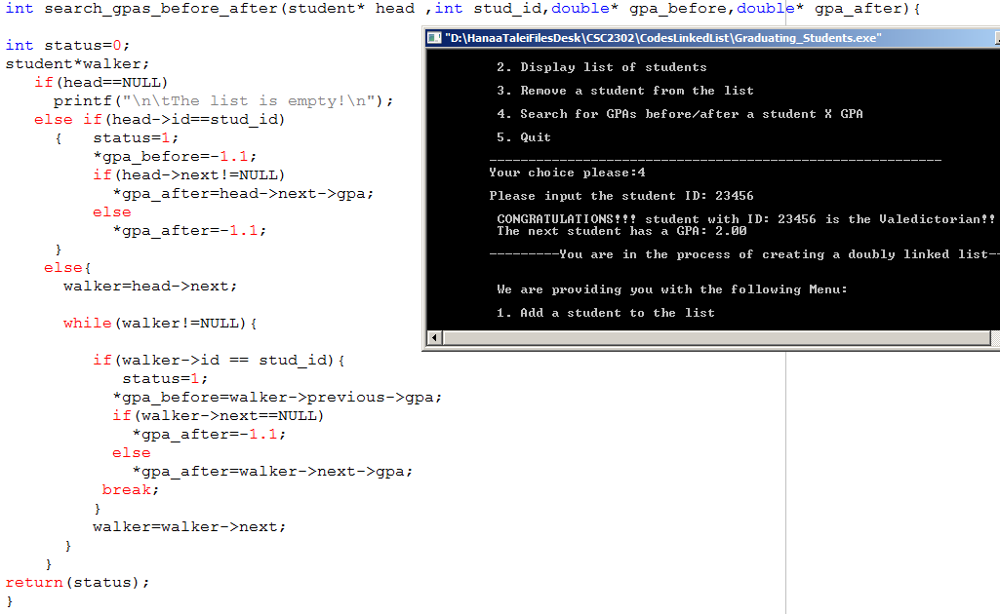 int search_gpas_before_after(student* head ,int stud_id,double* gpa_before,double* gpa_after){
int status=0;
student*walker;
if(head==NULL)
printf("\n\tThe list is empty!\n");
else if(head->id==stud_id)
{ status=1;
*gpa_before=-1.1;
if(head->next!=NULL)
*gpa_after=head->next->gpa;
else
*gpa_after=-1.1;
}
else{
walker=head->next;
while(walker!=NULL){
if(walker->id == stud_id){
status=1;
*gpa_before=walker->previous->gpa;
if(walker->next==NULL)
*gpa_after=-1.1;
else
*gpa_after=walker->next->gpa;
break;
}
walker=walker->next;
}
}
return(status);
}
"D:\HanaaTaleiFilesDesk\CSC2302\CodesLinkedList\Graduating_Students.exe"
2. Display list of students
3. Remove a student from the list
4. Search for GPAs before/after a student X GPA
5. Quit
----------------------------------------------------------
Your choice please:4
Please input the student ID: 23456
CONGRATULATIONS!!! student with ID: 23456 is the Valedictorian!!
The next student has a GPA: 2.00
---------You are in the process of creating a doubly linked list--
We are providing you with the following Menu:
1. Add a student to the list